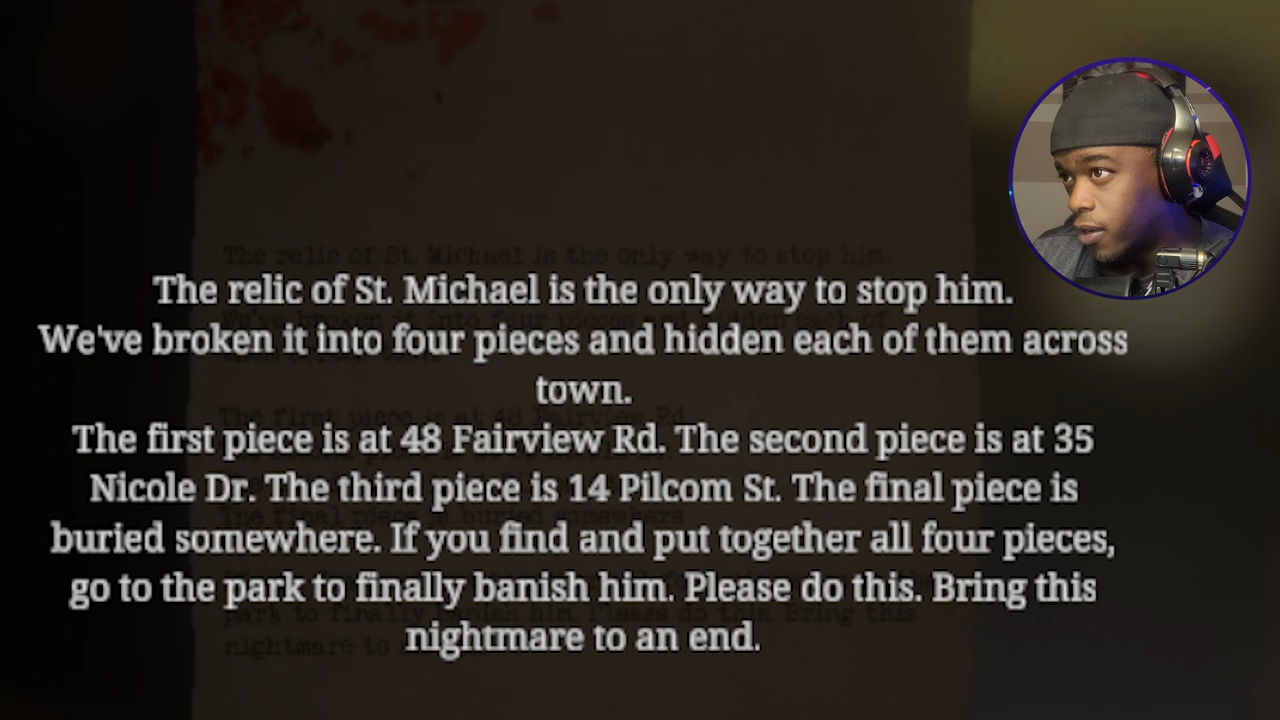 The relic of St. Michael is the only way to stop him.
We've broken it into four pieces and hidden each of them across
town.
The first piece is at 48 Fairview Rd. The second piece is at 35
Nicole Dr. The third piece is 14 Pilcom St. The final piece is
buried somewhere. If you find and put together all four pieces,
go to the park to finally banish him. Please do this. Bring this
nightmare to an end.